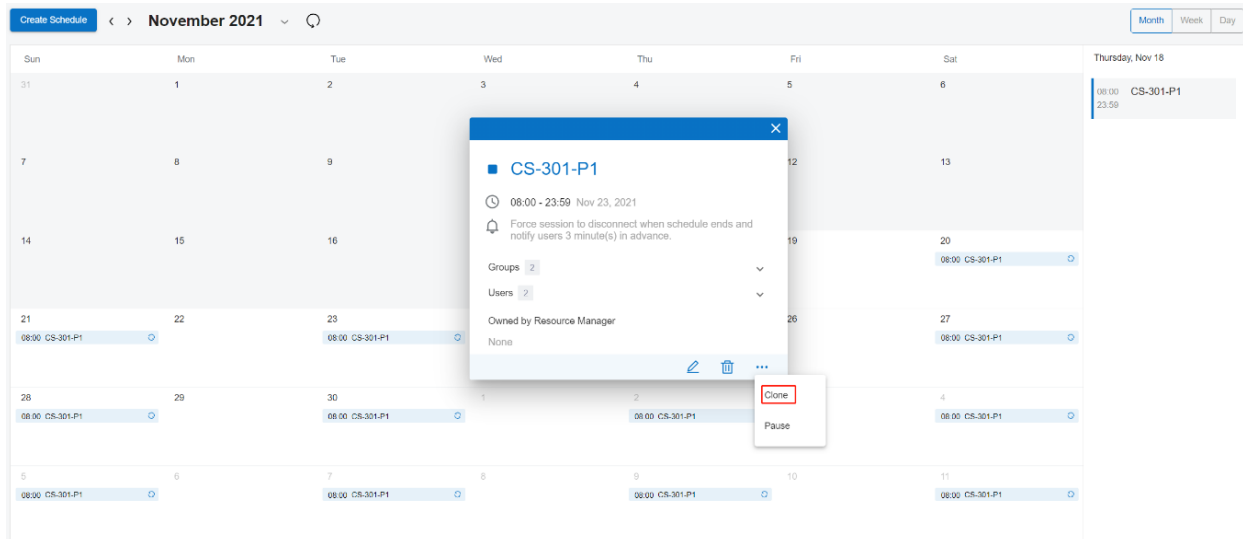 Create Schedule
November 2021
Month Week Day
Sun Mon Tue Wed Thu Fri Sat
Thursday, Nov 18
31 1 2 3 4 5 6
08:00 CS-301-P1
23:59
7 8 9 12 13
CS-301-P1
08:00 - 23:59 Nov 23, 2021
Force session to disconnect when schedule ends and
notify users 3 minute(s) in advance.
14 15 16 19 20
08:00 CS-301-P1
Groups 2
Users 2
Owned by Resource Manager
None
21 22 23 26 27
08:00 CS-301-P1 08:00 CS-301-P1 08:00 CS-301-P1
Clone
Pause
28 29 30 1 2 4
08:00 CS-301-P1 08:00 CS-301-P1 08:00 CS-301-P1 08:00 CS-301-P1
5 6 7 8 9 10 11
08:00 CS-301-P1 08:00 CS-301-P1 08:00 CS-301-P1 08:00 CS-301-P1